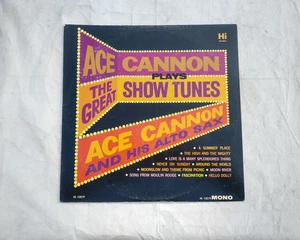 Hi
ACE CANNON
PLAYS
THE GREAT SHOW TUNES
ACE CANNON
AND HIS ALTO SAX
• A SUMMER PLACE
• THE HIGH AND THE MIGHTY
• LOVE IS A MANY SPLENDORED THING
• NEVER ON SUNDAY • AROUND THE WORLD
• MOONGLOW AND THEME FROM PICNIC • MOON RIVER
• SONG FROM MOULIN ROUGE • FASCINATION • HELLO DOLLY
MONO